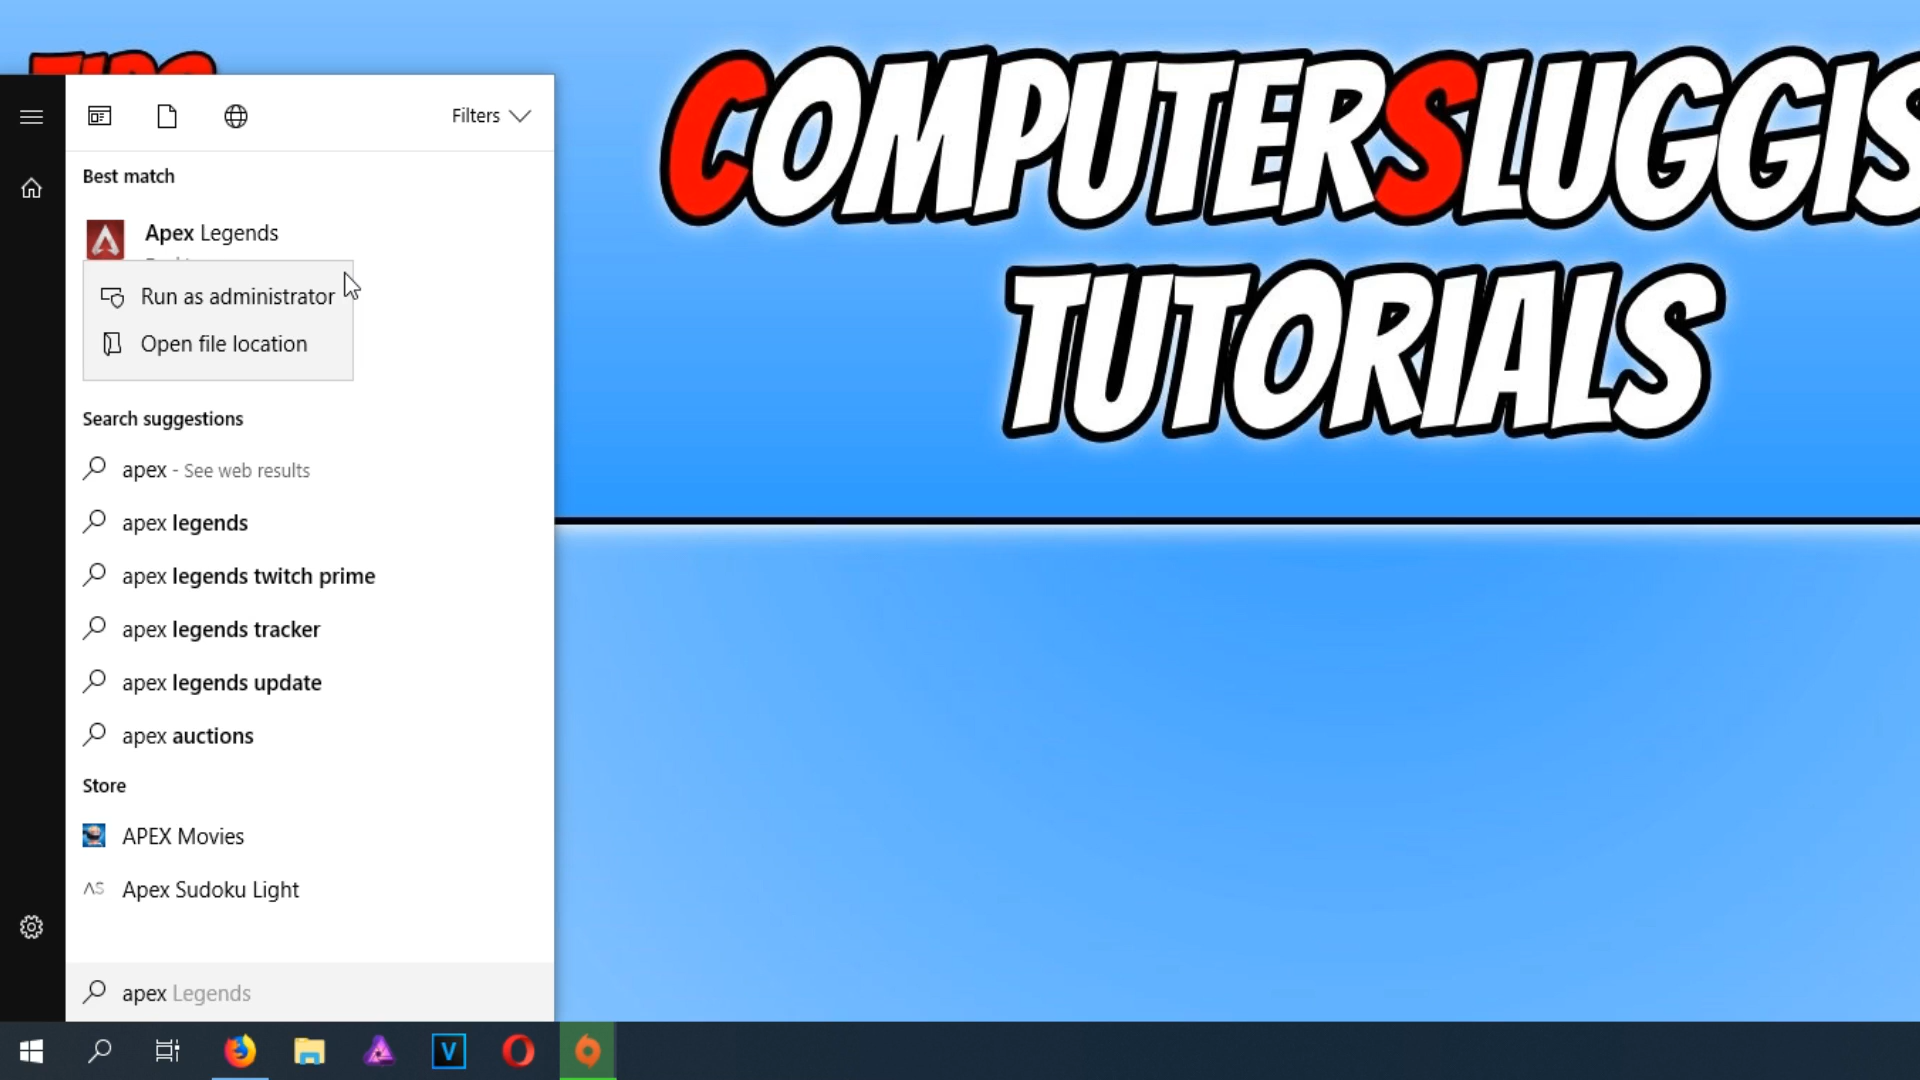 TIPS
COMPUTERSLUGGIS
TUTORIALS
Filters
Best match
Apex Legends
Run as administrator
Open file location
Search suggestions
apex - See web results
apex legends
apex legends twitch prime
apex legends tracker
apex legends update
apex auctions
Store
APEX Movies
AS Apex Sudoku Light
apex Legends
V